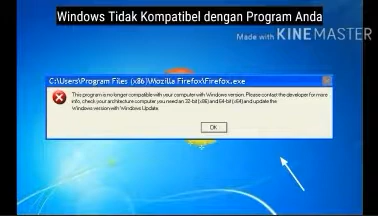 Windows Tidak Kompatibel dengan Program Anda
Made with KINEMASTER
C:\Users\Program Files (x86)\Mozilla Firefox\Firefox.exe
This program is no longer compatible with your computer with Windows version. Please contact the developer for more
info, check your architecture computer you need an 32-bit (x86) and 64-bit (x64) and update the
Windows version with Windows Update
OK